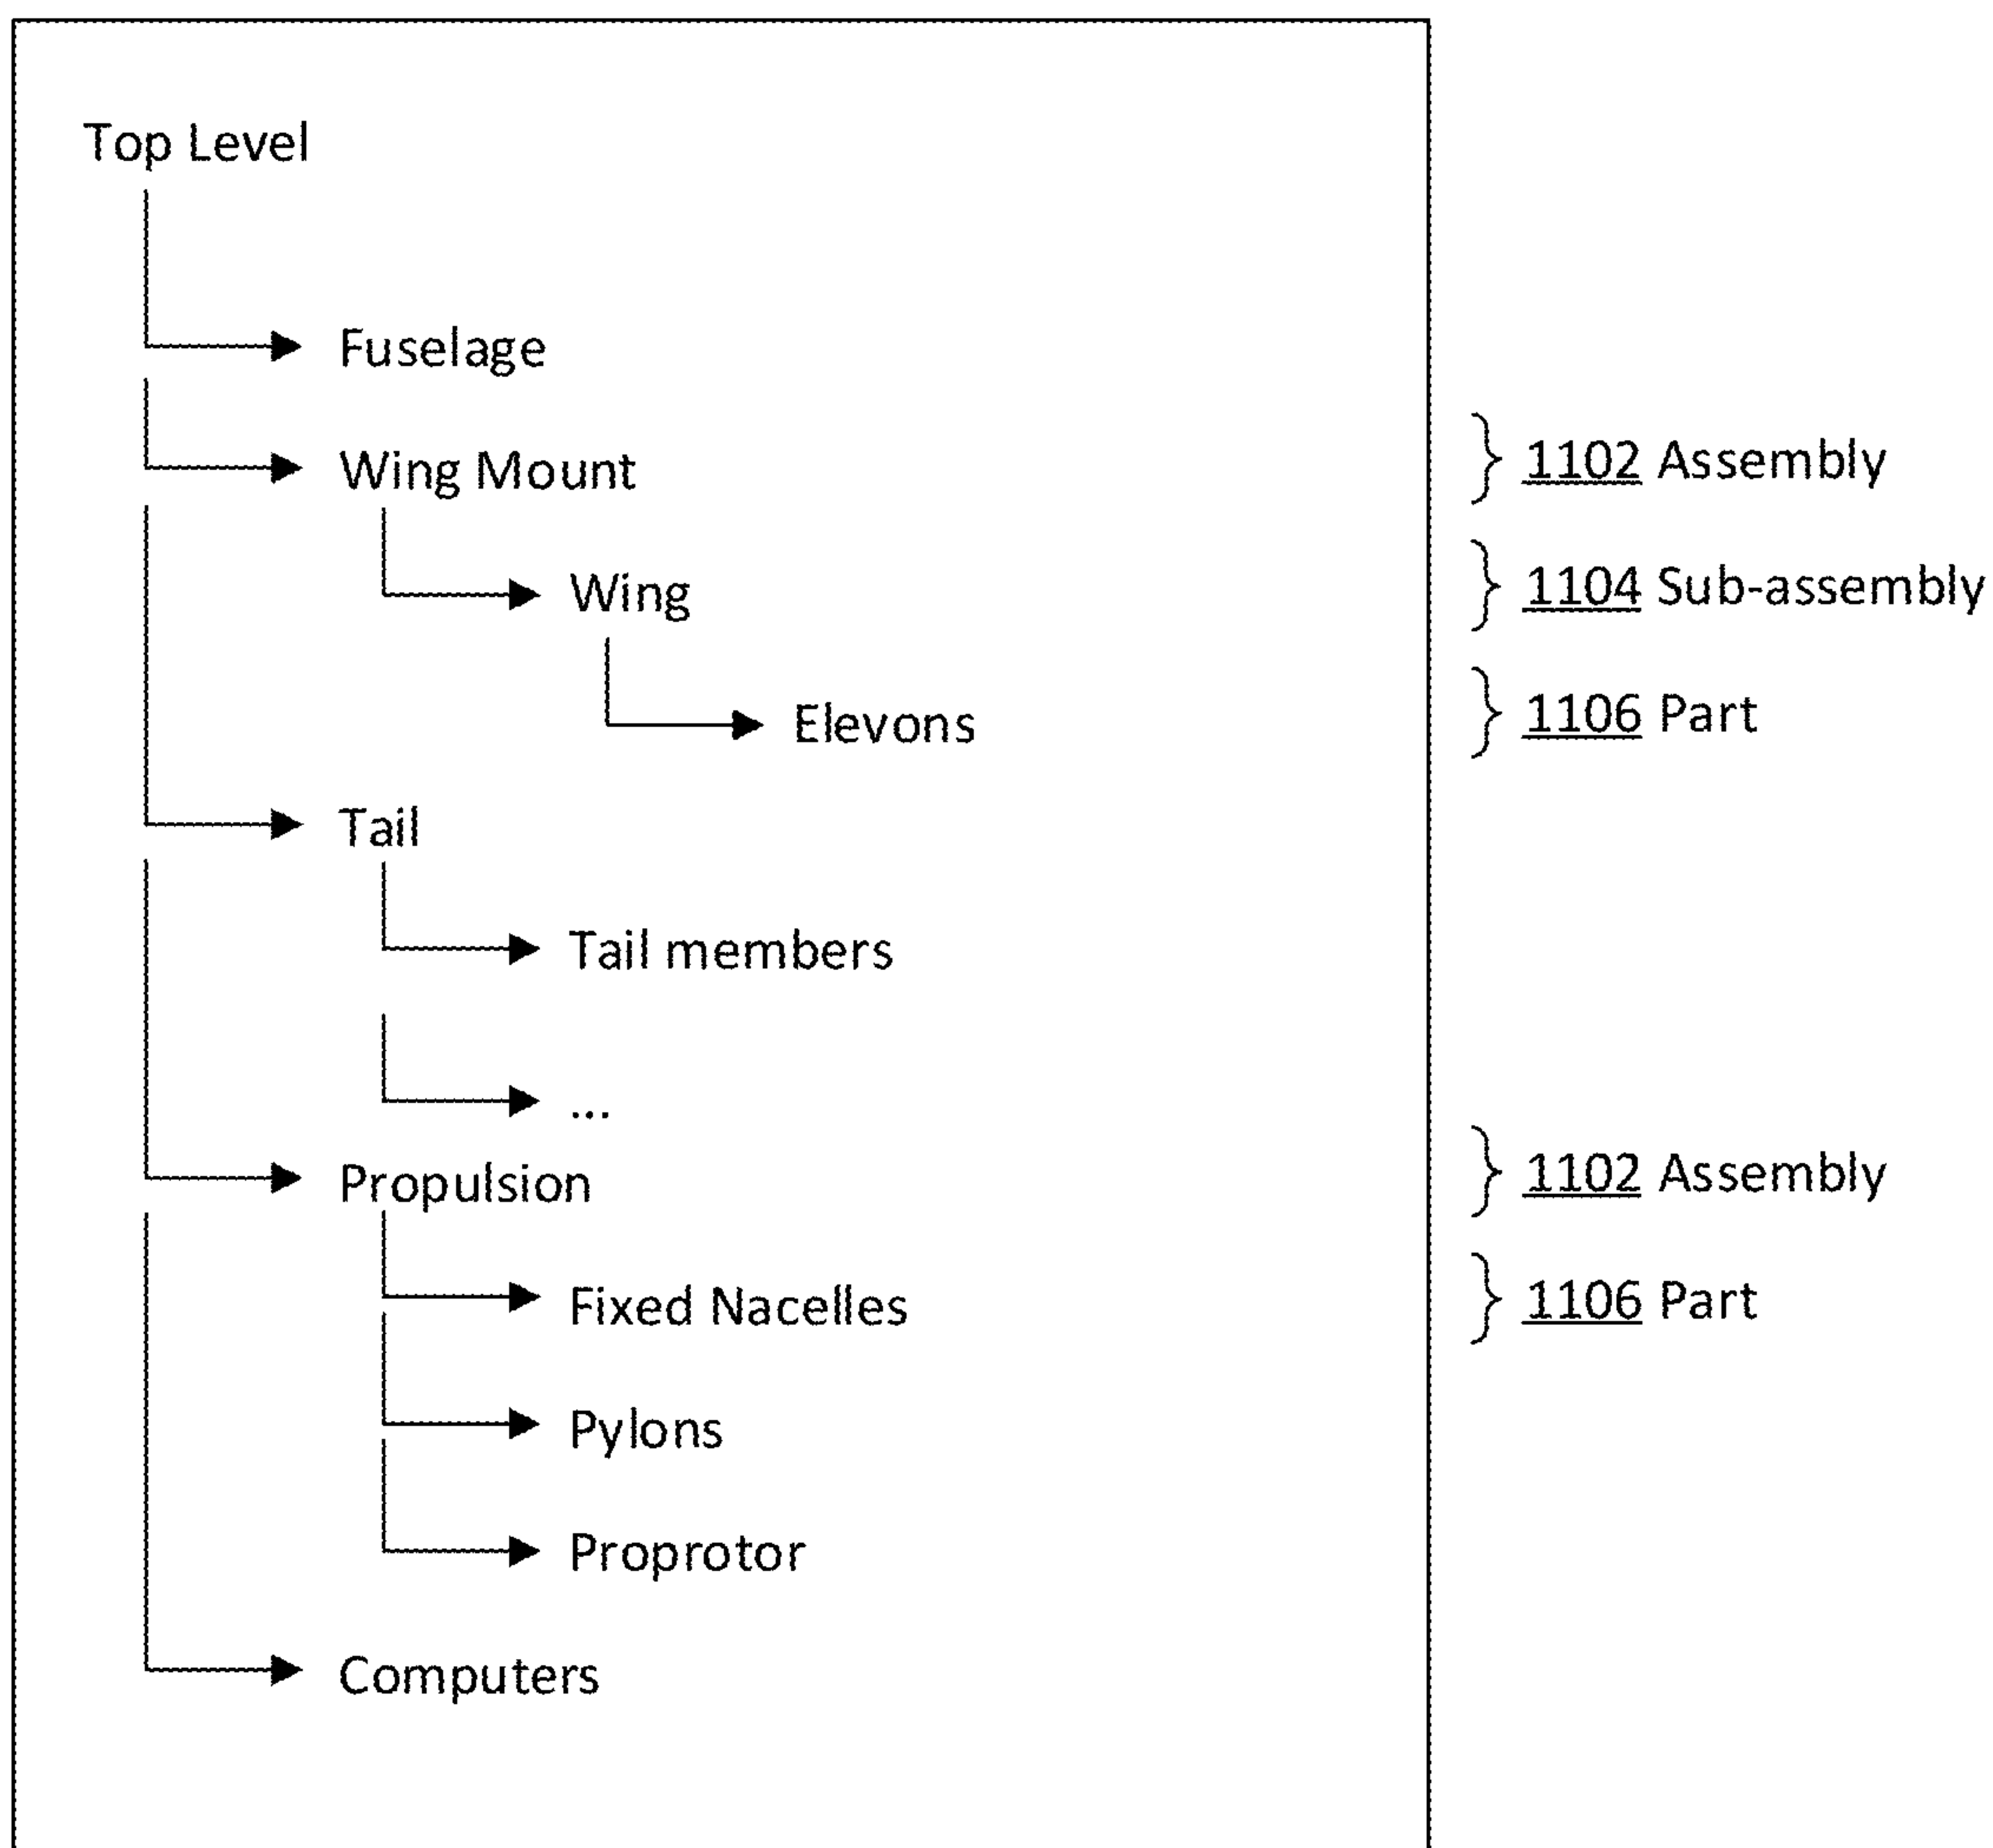 Top Level
Fuselage
Wing Mount
1102 Assembly
Wing
1104 Sub-assembly
Elevons
1106 Part
Tail
Tail members
...
Propulsion
1102 Assembly
Fixed Nacelles
1106 Part
Pylons
Proprotor
Computers